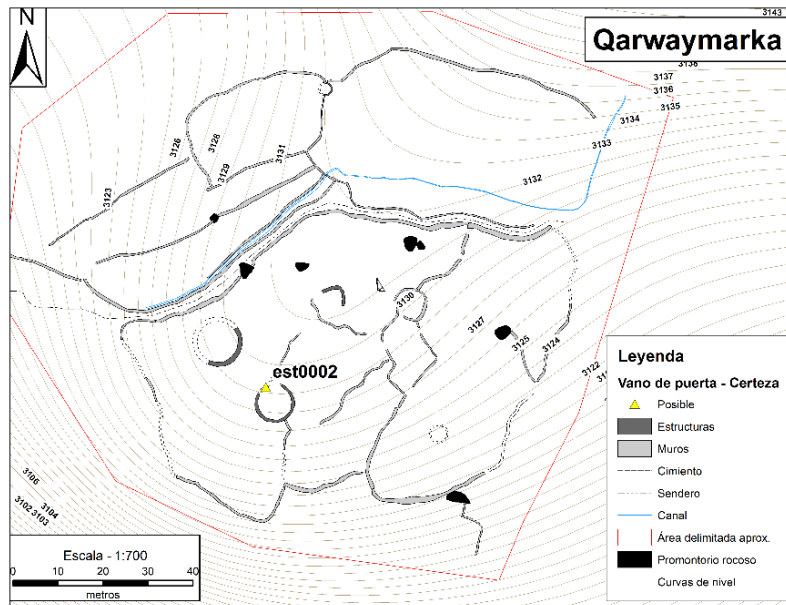 N
Qarwaymarka
3143
3138
3137
3136
3135
3134
3133
3132
3131
3126
3128
3129
3123
3130
3127
3125
3124
3122
est0002
3106
3102
3104
3103
Leyenda
Vano de puerta - Certeza
Posible
Estructuras
Muros
Cimiento
Sendero
Canal
Área delimitada aprox.
Promontorio rocoso
Curvas de nivel
Escala - 1:700
0 10 20 30 40
metros